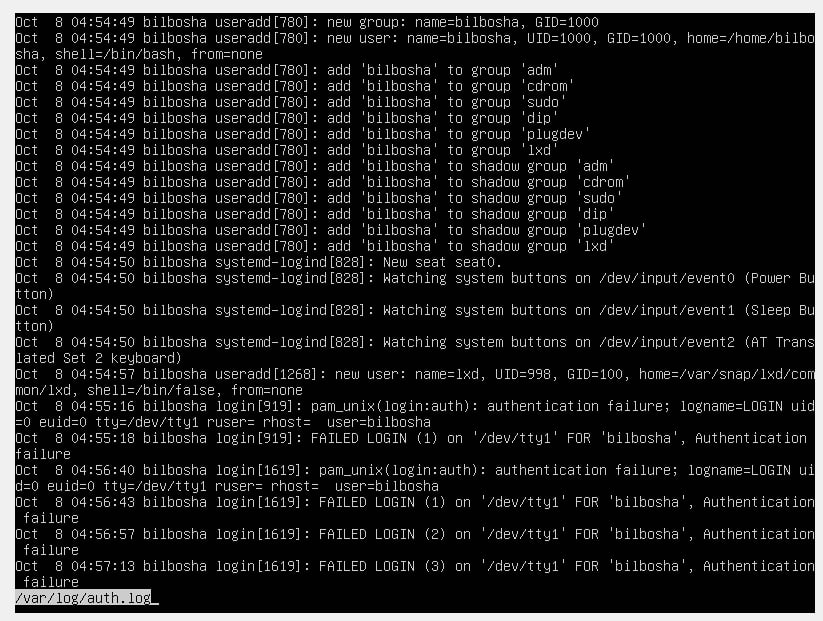 Oct  8 04:54:49 bilbosha useradd[780]: new group: name=bilbosha, GID=1000
Oct  8 04:54:49 bilbosha useradd[780]: new user: name=bilbosha, UID=1000, GID=1000, home=/home/bilbo
sha, shell=/bin/bash, from=none
Oct  8 04:54:49 bilbosha useradd[780]: add 'bilbosha' to group 'adm'
Oct  8 04:54:49 bilbosha useradd[780]: add 'bilbosha' to group 'cdrom'
Oct  8 04:54:49 bilbosha useradd[780]: add 'bilbosha' to group 'sudo'
Oct  8 04:54:49 bilbosha useradd[780]: add 'bilbosha' to group 'dip'
Oct  8 04:54:49 bilbosha useradd[780]: add 'bilbosha' to group 'plugdev'
Oct  8 04:54:49 bilbosha useradd[780]: add 'bilbosha' to group 'lxd'
Oct  8 04:54:49 bilbosha useradd[780]: add 'bilbosha' to shadow group 'adm'
Oct  8 04:54:49 bilbosha useradd[780]: add 'bilbosha' to shadow group 'cdrom'
Oct  8 04:54:49 bilbosha useradd[780]: add 'bilbosha' to shadow group 'sudo'
Oct  8 04:54:49 bilbosha useradd[780]: add 'bilbosha' to shadow group 'dip'
Oct  8 04:54:49 bilbosha useradd[780]: add 'bilbosha' to shadow group 'plugdev'
Oct  8 04:54:49 bilbosha useradd[780]: add 'bilbosha' to shadow group 'lxd'
Oct  8 04:54:50 bilbosha systemd-logind[828]: New seat seat0.
Oct  8 04:54:50 bilbosha systemd-logind[828]: Watching system buttons on /dev/input/event0 (Power Bu
tton)
Oct  8 04:54:50 bilbosha systemd-logind[828]: Watching system buttons on /dev/input/event1 (Sleep Bu
tton)
Oct  8 04:54:50 bilbosha systemd-logind[828]: Watching system buttons on /dev/input/event2 (AT Trans
lated Set 2 keyboard)
Oct  8 04:54:57 bilbosha useradd[1268]: new user: name=lxd, UID=998, GID=100, home=/var/snap/lxd/com
mon/lxd, shell=/bin/false, from=none
Oct  8 04:55:16 bilbosha login[919]: pam_unix(login:auth): authentication failure; logname=LOGIN uid
=0 euid=0 tty=/dev/tty1 ruser= rhost=  user=bilbosha
Oct  8 04:55:18 bilbosha login[919]: FAILED LOGIN (1) on '/dev/tty1' FOR 'bilbosha', Authentication
failure
Oct  8 04:56:40 bilbosha login[1619]: pam_unix(login:auth): authentication failure; logname=LOGIN ui
d=0 euid=0 tty=/dev/tty1 ruser= rhost=  user=bilbosha
Oct  8 04:56:43 bilbosha login[1619]: FAILED LOGIN (1) on '/dev/tty1' FOR 'bilbosha', Authentication
 failure
Oct  8 04:56:57 bilbosha login[1619]: FAILED LOGIN (2) on '/dev/tty1' FOR 'bilbosha', Authentication
 failure
Oct  8 04:57:13 bilbosha login[1619]: FAILED LOGIN (3) on '/dev/tty1' FOR 'bilbosha', Authentication
 failure
/var/log/auth.log